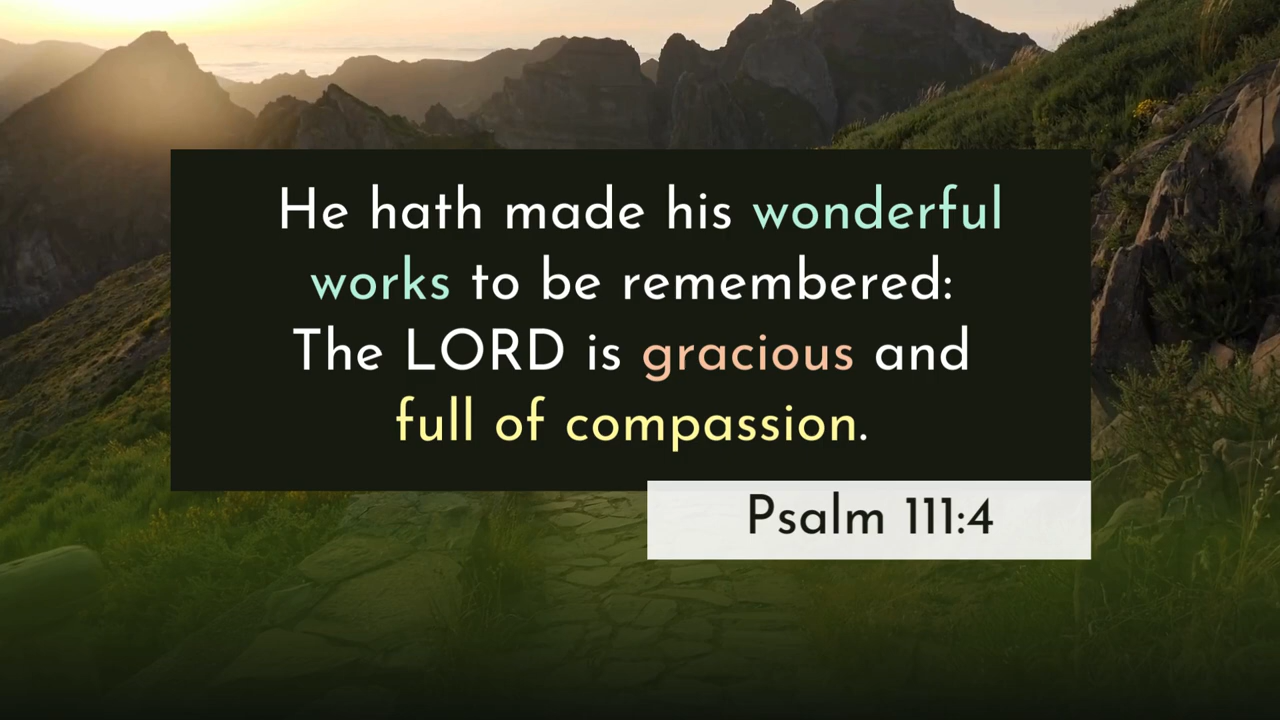 He hath made his wonderful
works to be remembered:
The LORD is gracious and
full of compassion.
Psalm 111:4